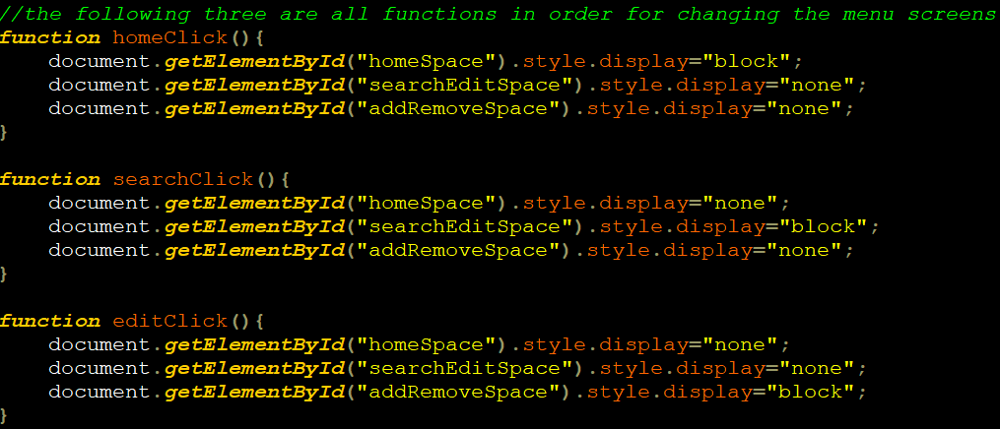 //the following three are all functions in order for changing the menu screens
function homeClick(){
    document.getElementById("homeSpace").style.display="block";
    document.getElementById("searchEditSpace").style.display="none";
    document.getElementById("addRemoveSpace").style.display="none";
}

function searchClick(){
    document.getElementById("homeSpace").style.display="none";
    document.getElementById("searchEditSpace").style.display="block";
    document.getElementById("addRemoveSpace").style.display="none";
}

function editClick(){
    document.getElementById("homeSpace").style.display="none";
    document.getElementById("searchEditSpace").style.display="none";
    document.getElementById("addRemoveSpace").style.display="block";
}